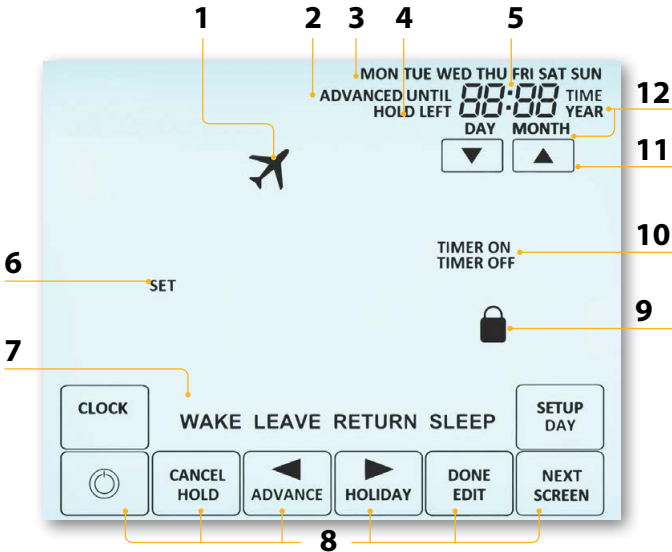 1
2 3 4 5
MON TUE WED THU FRI SAT SUN
ADVANCED UNTIL 88:88 TIME
HOLD LEFT YEAR
12
DAY MONTH
11
TIMER ON
TIMER OFF
10
6
SET
9
7
CLOCK
WAKE LEAVE RETURN SLEEP
SETUP
DAY
CANCEL
HOLD
ADVANCE
HOLIDAY
DONE
EDIT
NEXT
SCREEN
8